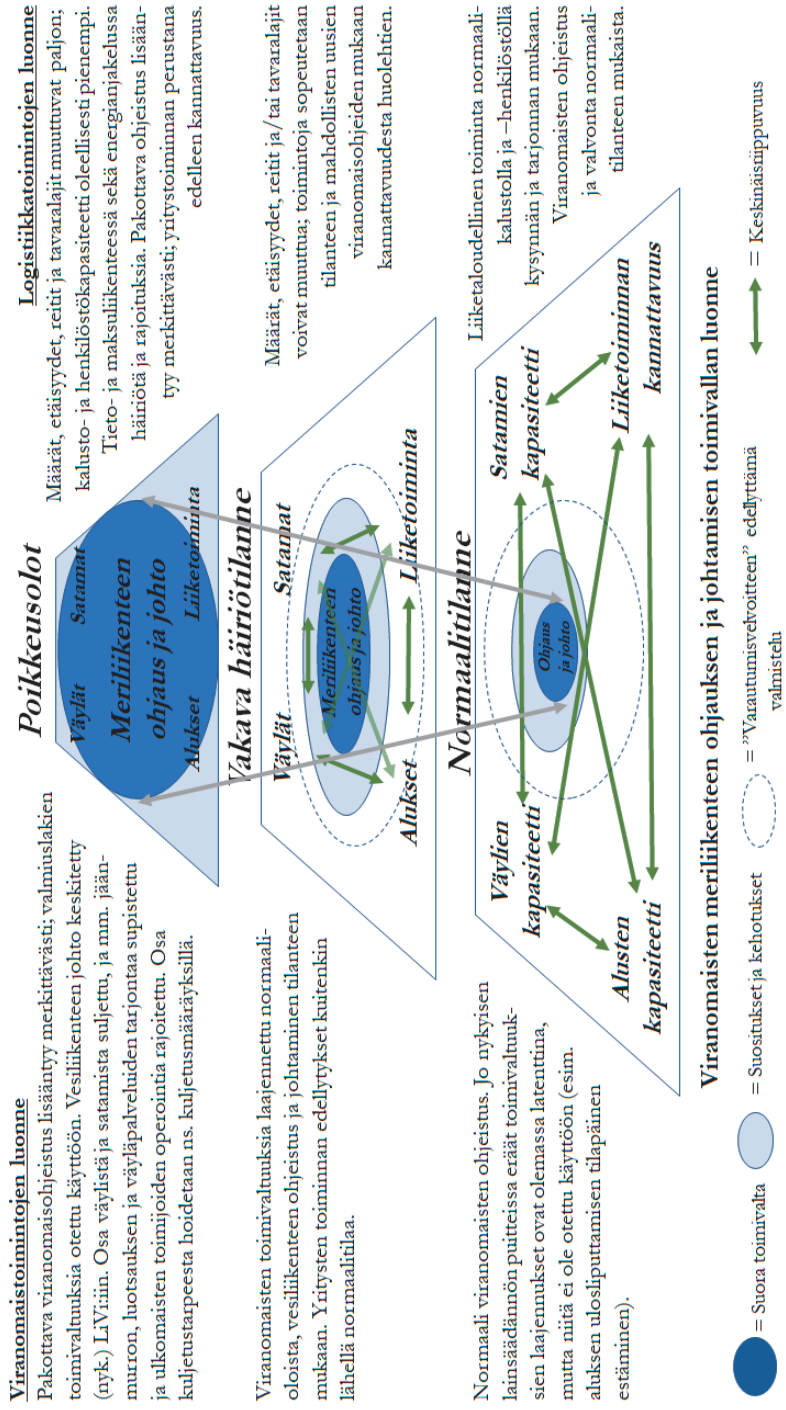 Viranomaistoimintojen luonne
Pakottava viranomaisohjeistus lisääntyy merkittävästi; valmiuslakien
toimivaltuuksia otettu käyttöön. Vesiliikenteen johto keskitetty
(nyk.) LiVi:iin. Osa väylistä ja satamista suljettu, ja mm. jään-
murron, luotsauksen ja väyläpalveluiden tarjontaa supistettu
ja ulkomaisten toimijoiden operointia rajoitettu. Osa
kuljetustarpeesta hoidetaan ns. kuljetusmääräyksillä.
Poikkeusolot
Väylät
Satamat
Meriliikenteen
ohjaus ja johto
Alukset
Liiketoiminta
Logistiikkatoimintojen luonne
Määrät, etäisyydet, reitit ja tavaralajit muuttuvat paljon;
kalusto- ja henkilöstökapasiteetti oleellisesti pienempi.
Tieto- ja maksuliikenteessä sekä energianjakelussa
häiriötä ja rajoituksia. Pakottava ohjeistus lisään-
tyy merkittävästi; yritystoiminnan perustana
edelleen kannattavuus.
Viranomaisten toimivaltuuksia laajennettu normaali-
oloista, vesiliikenteen ohjeistus ja johtaminen tilanteen
mukaan. Yritysten toiminnan edellytykset kuitenkin
lähellä normaalitilaa.
Vakava häiriötilanne
Väylät
Satamat
Meriliikenteen
ohjaus ja johto
Alukset
Liiketoiminta
Määrät, etäisyydet, reitit ja/tai tavaralajit
voivat muuttua; toimintoja sopeutetaan
tilanteen ja mahdollisten uusien
viranomaisohjeiden mukaan
kannattavuudesta huolehtien.
Normaali viranomaisten ohjeistus. Jo nykyisen
lainsäädännön puitteissa eräät toimivaltuuk-
sien laajennukset ovat olemassa latenttina,
mutta niitä ei ole otettu käyttöön (esim.
aluksen ulosliputtamisen tilapäinen
estäminen).
Normaalitilanne
Väylien
kapasiteetti
Satamien
kapasiteetti
Ohjaus
ja johto
Alusten
kapasiteetti
Liiketoiminnan
kannattavuus
Liiketaloudellinen toiminta normaali-
kalustolla ja –henkilöstöllä
kysynnän ja tarjonnan mukaan.
Viranomaisten ohjeistus
ja valvonta normaali-
tilanteen mukaista.
Viranomaisten meriliikenteen ohjauksen ja johtamisen toimivallan luonne
= Suora toimivalta
= Suositukset ja kehotukset
= ”Varautumisvelvoitteen” edellyttämä
valmistelu
= Keskinäisriippuvuus